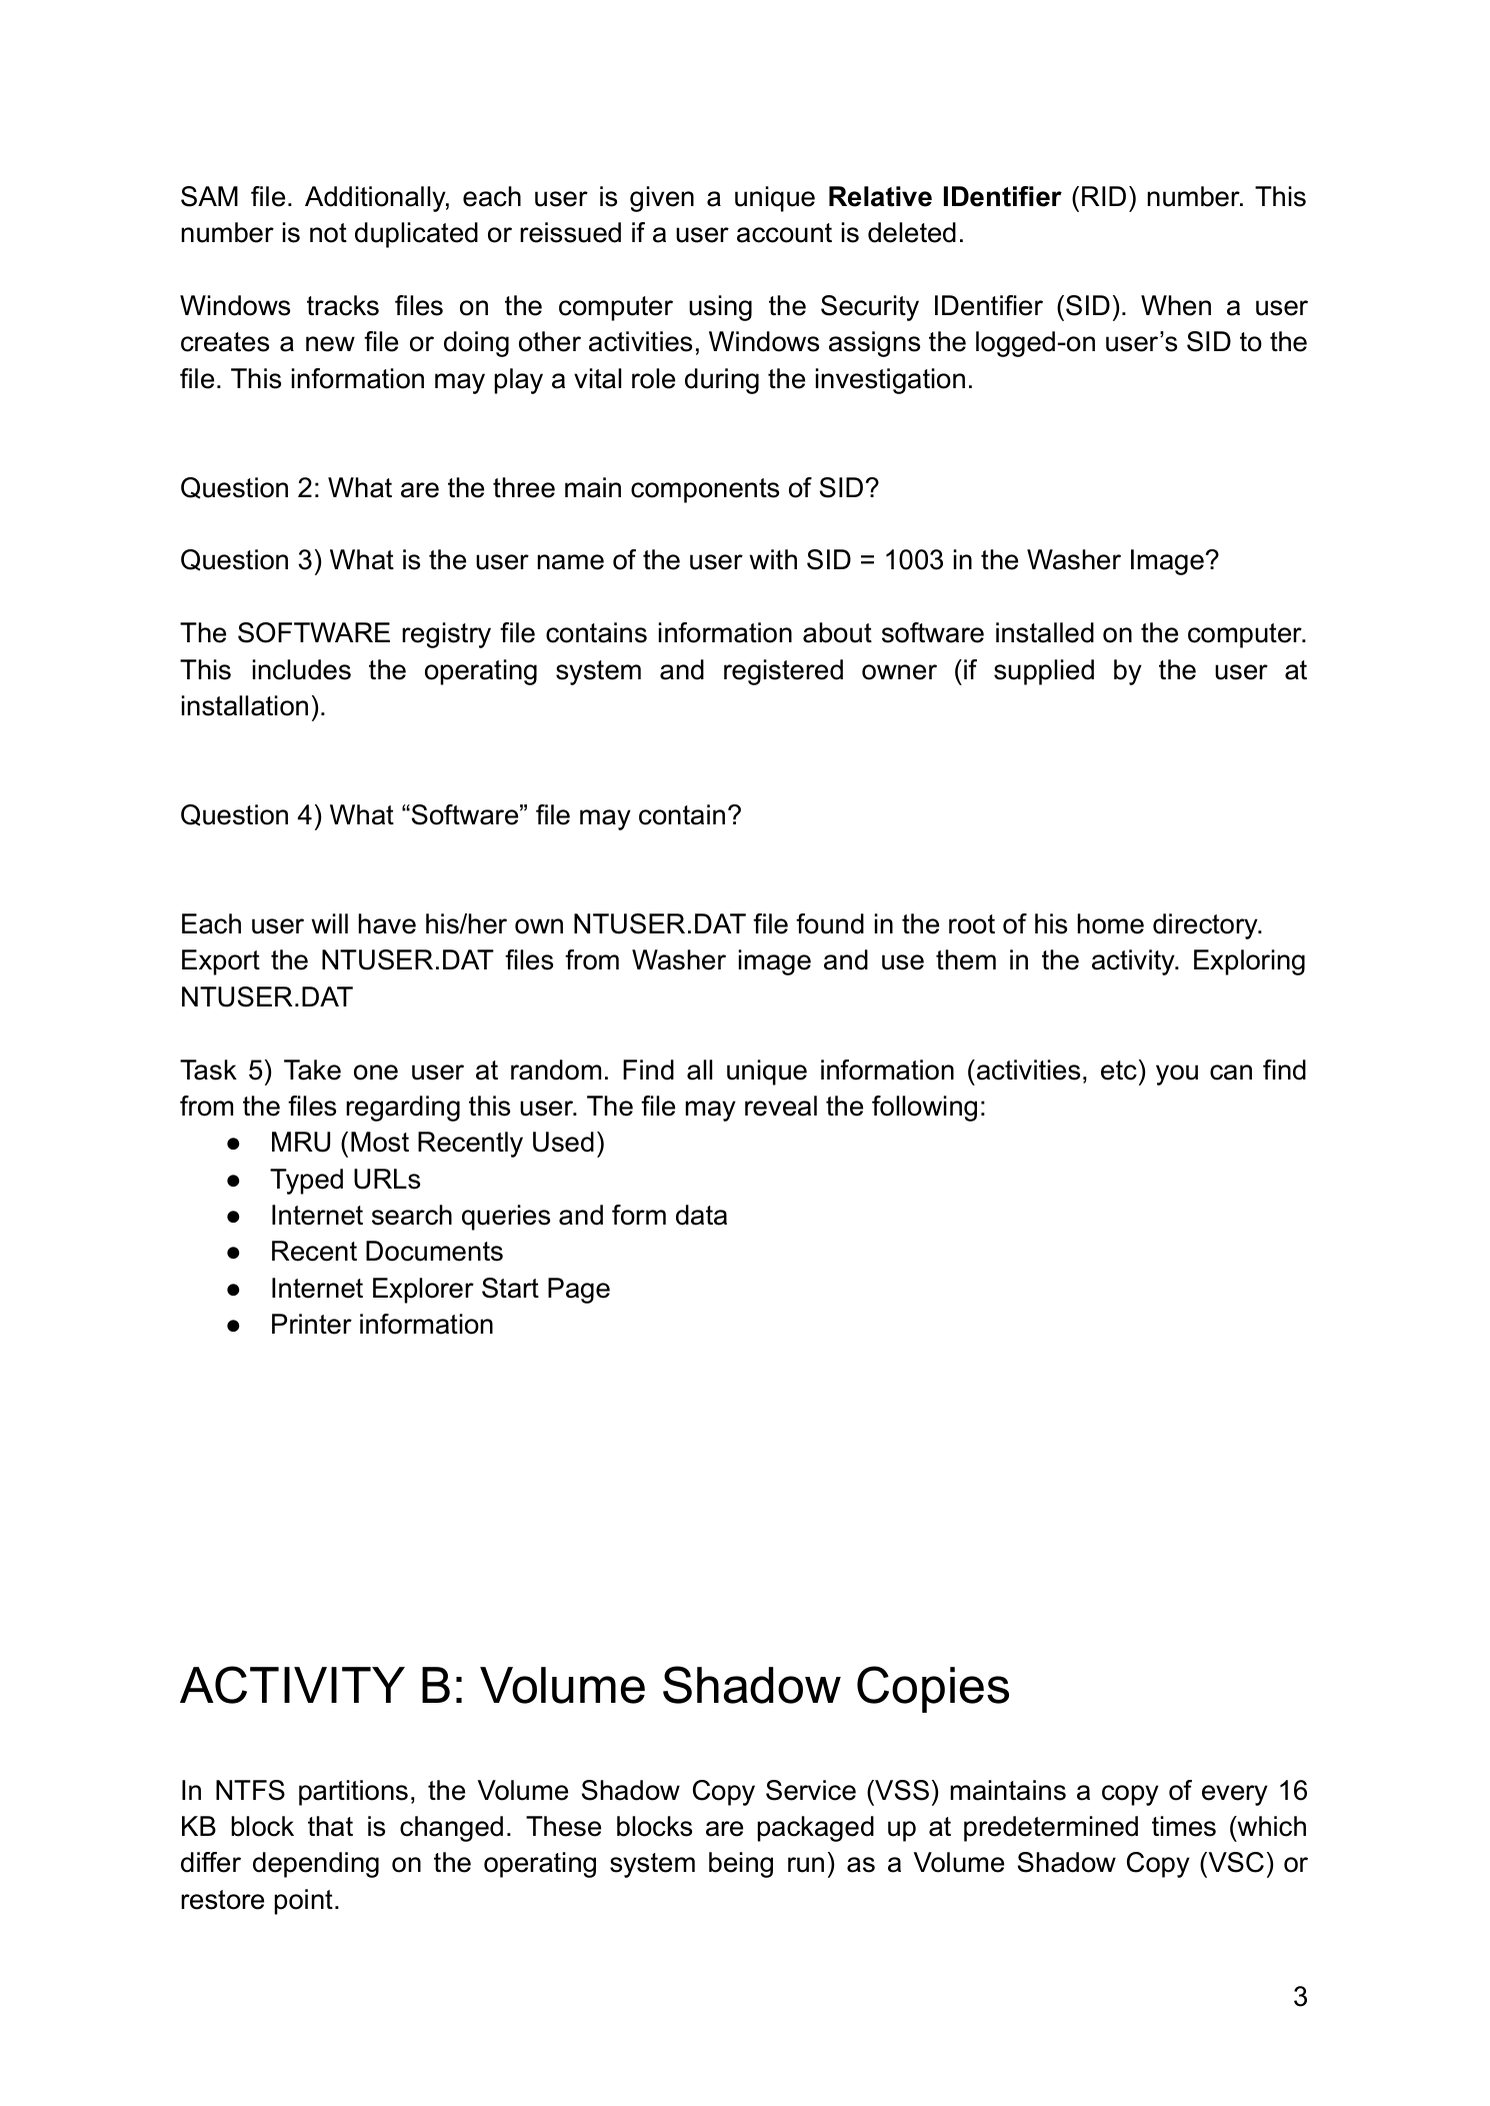 SAM file. Additionally, each user is given a unique Relative IDentifier (RID) number. This
number is not duplicated or reissued if a user account is deleted.
Windows tracks files on the computer using the Security IDentifier (SID). When a user
creates a new file or doing other activities, Windows assigns the logged-on user’s SID to the
file. This information may play a vital role during the investigation.
Question 2: What are the three main components of SID?
Question 3) What is the user name of the user with SID = 1003 in the Washer Image?
The SOFTWARE registry file contains information about software installed on the computer.
This includes the operating system and registered owner (if supplied by the user at
installation).
Question 4) What “Software” file may contain?
Each user will have his/her own NTUSER.DAT file found in the root of his home directory.
Export the NTUSER.DAT files from Washer image and use them in the activity. Exploring
NTUSER.DAT
Task 5) Take one user at random. Find all unique information (activities, etc) you can find
from the files regarding this user. The file may reveal the following:
● MRU (Most Recently Used)
● Typed URLs
● Internet search queries and form data
● Recent Documents
● Internet Explorer Start Page
● Printer information
ACTIVITY B: Volume Shadow Copies
In NTFS partitions, the Volume Shadow Copy Service (VSS) maintains a copy of every 16
KB block that is changed. These blocks are packaged up at predetermined times (which
differ depending on the operating system being run) as a Volume Shadow Copy (VSC) or
restore point.
3